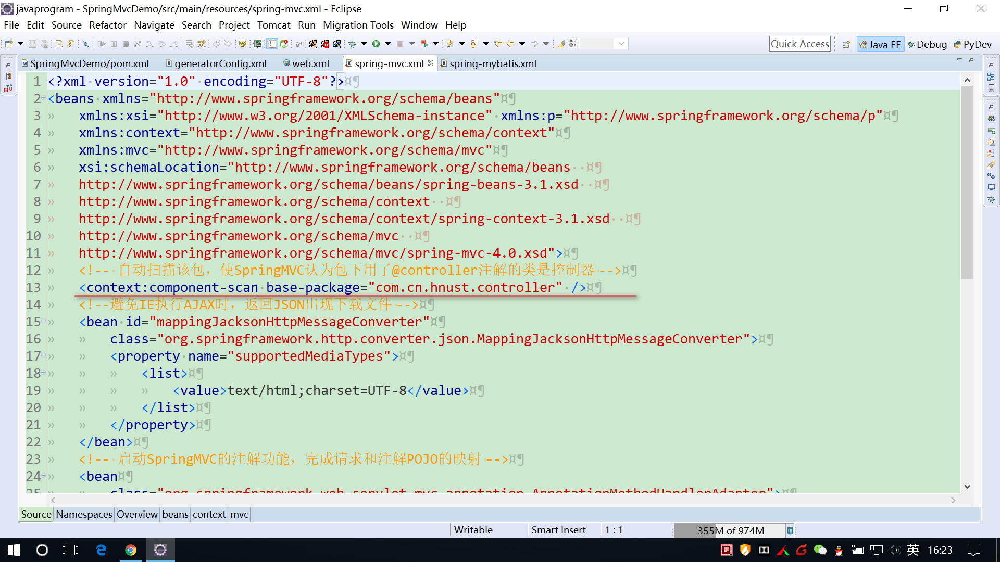 javaprogram - SpringMvcDemo/src/main/resources/spring-mvc.xml - Eclipse
File Edit Source Refactor Navigate Search Project Tomcat Run Migration Tools Window Help
Quick Access Java EE Debug PyDev
SpringMvcDemo/pom.xml generatorConfig.xml web.xml spring-mvc.xml spring-mybatis.xml
1 <?xml version="1.0" encoding="UTF-8"?>
2 <beans xmlns="http://www.springframework.org/schema/beans"
3 xmlns:xsi="http://www.w3.org/2001/XMLSchema-instance" xmlns:p="http://www.springframework.org/schema/p"
4 xmlns:context="http://www.springframework.org/schema/context"
5 xmlns:mvc="http://www.springframework.org/schema/mvc"
6 xsi:schemaLocation="http://www.springframework.org/schema/beans
7 http://www.springframework.org/schema/beans/spring-beans-3.1.xsd
8 http://www.springframework.org/schema/context
9 http://www.springframework.org/schema/context/spring-context-3.1.xsd
10 http://www.springframework.org/schema/mvc
11 http://www.springframework.org/schema/mvc/spring-mvc-4.0.xsd">
12 <!-- 自动扫描该包，使SpringMVC认为包下用了@controller注解的类是控制器 -->
13 <context:component-scan base-package="com.cn.hnust.controller" />
14 <!--避免IE执行AJAX时，返回JSON出现下载文件 -->
15 <bean id="mappingJacksonHttpMessageConverter"
16 class="org.springframework.http.converter.json.MappingJacksonHttpMessageConverter">
17 <property name="supportedMediaTypes">
18 <list>
19 <value>text/html;charset=UTF-8</value>
20 </list>
21 </property>
22 </bean>
23 <!-- 启动SpringMVC的注解功能，完成请求和注解POJO的映射 -->
24 <bean
25 class="org.springframework.web.servlet.mvc.annotation.AnnotationMethodHandlerAdapter">
Source Namespaces Overview beans context mvc
Writable Smart Insert 1 : 1 355M of 974M
英 16:23